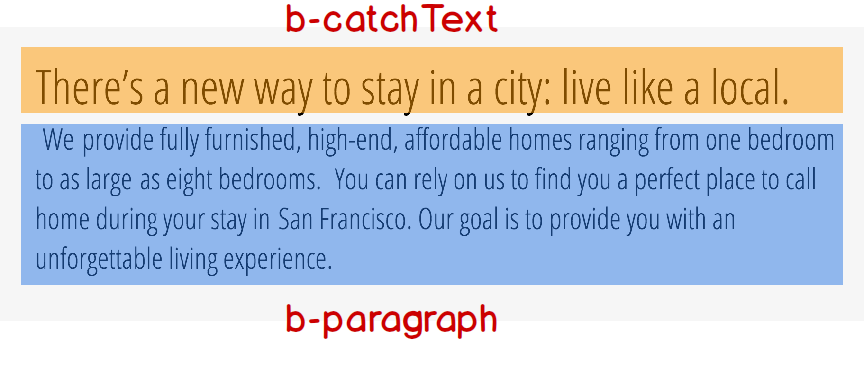 b-catchText
There's a new way to stay in a city: live like a local.
We provide fully furnished, high-end, affordable homes ranging from one bedroom
to as large as eight bedrooms.  You can rely on us to find you a perfect place to call
home during your stay in San Francisco. Our goal is to provide you with an
unforgettable living experience.
b-paragraph